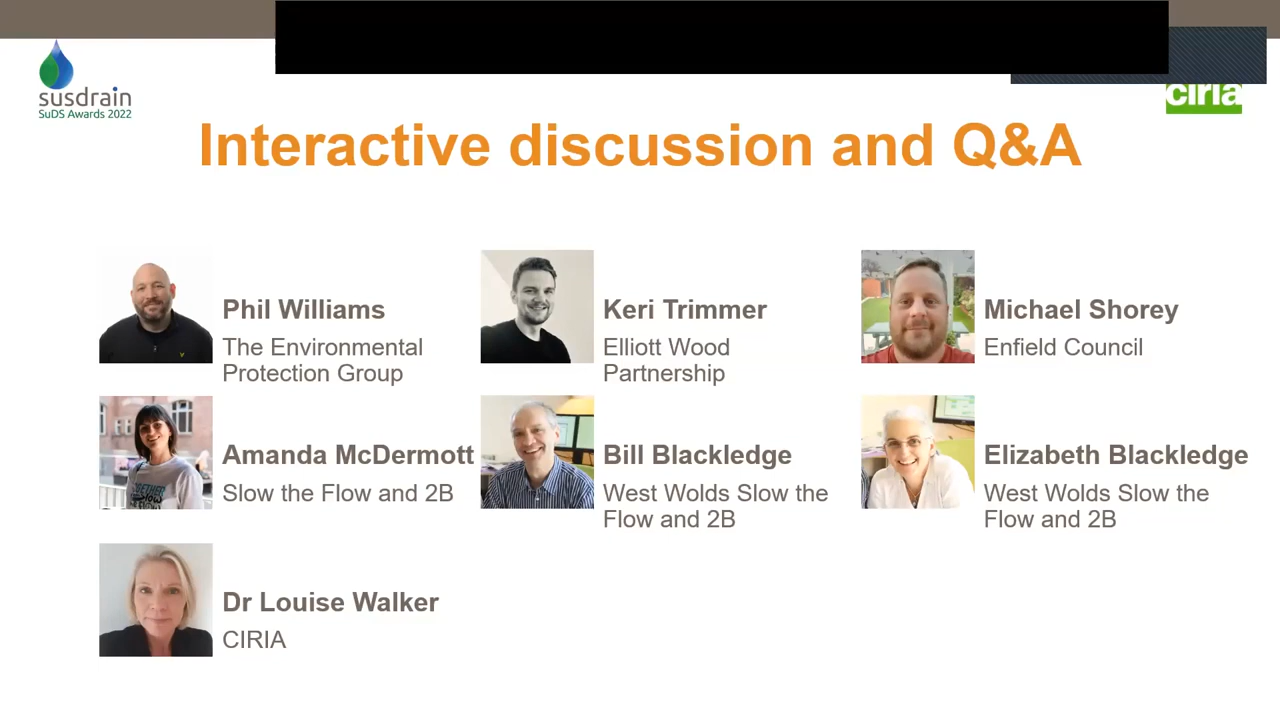 susdrain
SuDS Awards 2022
ciria
Interactive discussion and Q&A
Phil Williams
The Environmental
Protection Group
Keri Trimmer
Elliott Wood
Partnership
Michael Shorey
Enfield Council
Amanda McDermott
Slow the Flow and 2B
Bill Blackledge
West Wolds Slow the
Flow and 2B
Elizabeth Blackledge
West Wolds Slow the
Flow and 2B
Dr Louise Walker
CIRIA